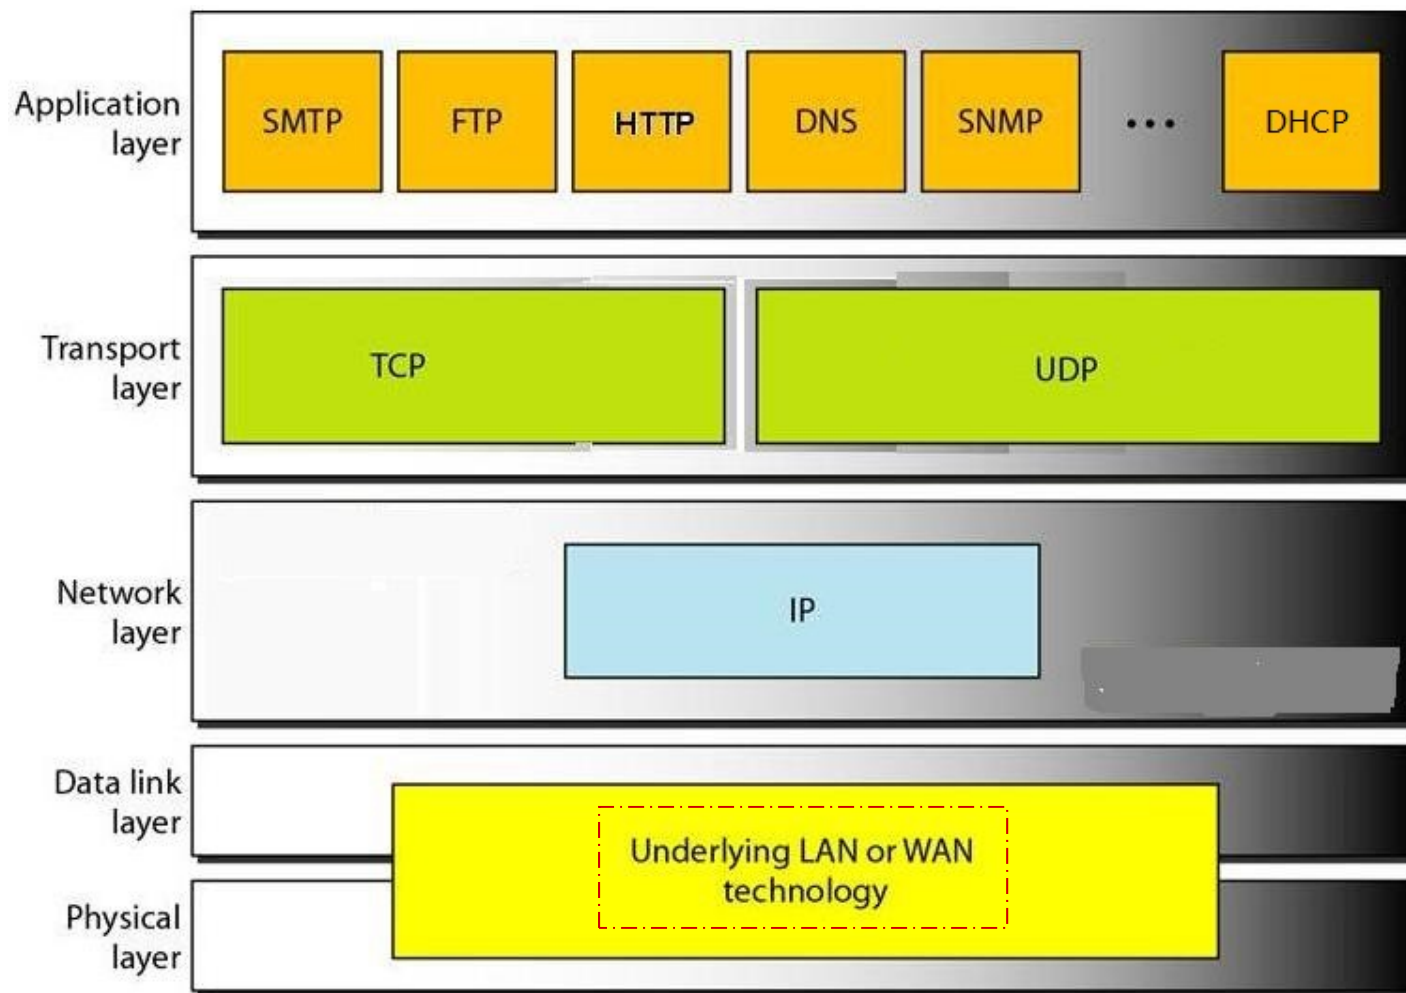 Application
layer
SMTP
FTP
HTTP
DNS
SNMP
...
DHCP
Transport
layer
TCP
UDP
Network
layer
IP
Data link
layer
Underlying LAN or WAN
technology
Physical
layer